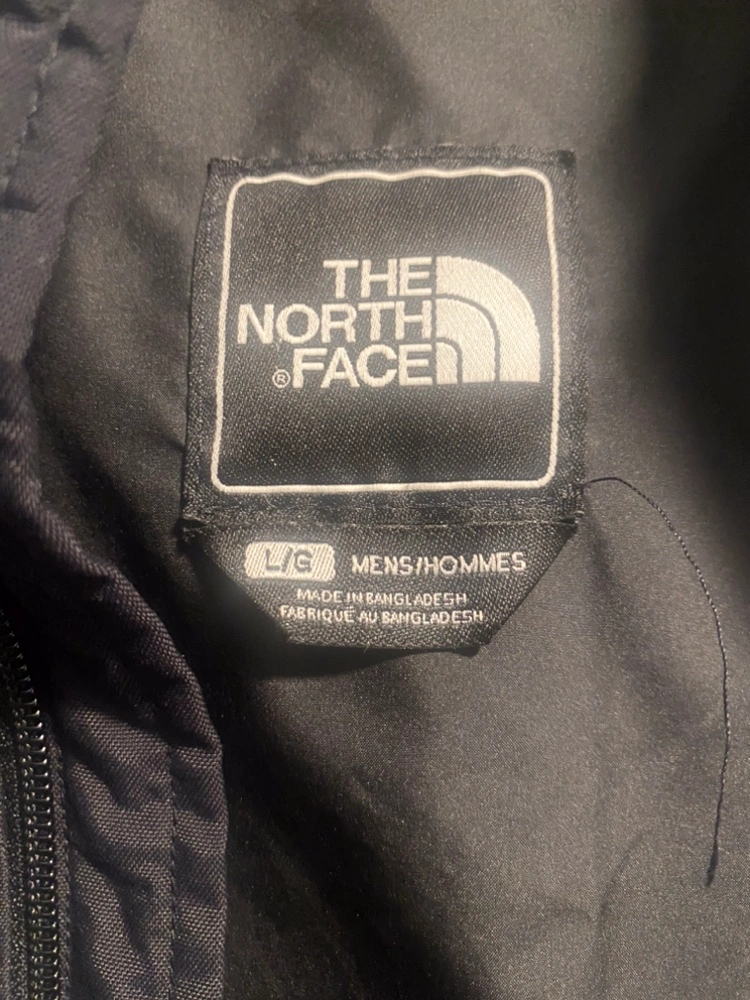 THE
NORTH
®FACE
L/G MENS/HOMMES
MADE IN BANGLADESH
FABRIQUÉ AU BANGLADESH